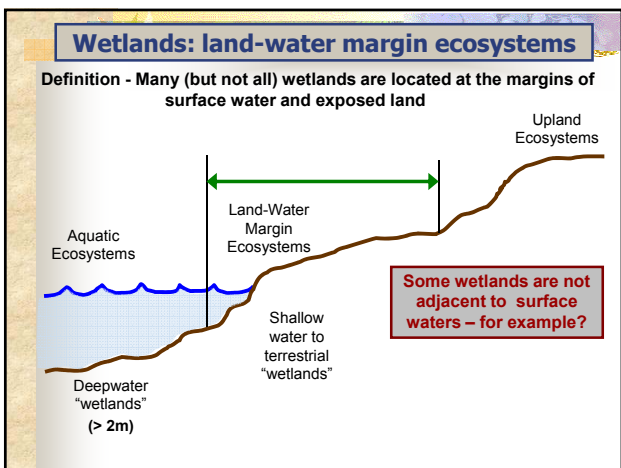 Wetlands: land-water margin ecosystems
Definition - Many (but not all) wetlands are located at the margins of
surface water and exposed land
Upland
Ecosystems
Land-Water
Margin
Ecosystems
Aquatic
Ecosystems
Some wetlands are not
adjacent to surface
waters – for example?
Shallow
water to
terrestrial
“wetlands”
Deepwater
“wetlands”
(> 2m)